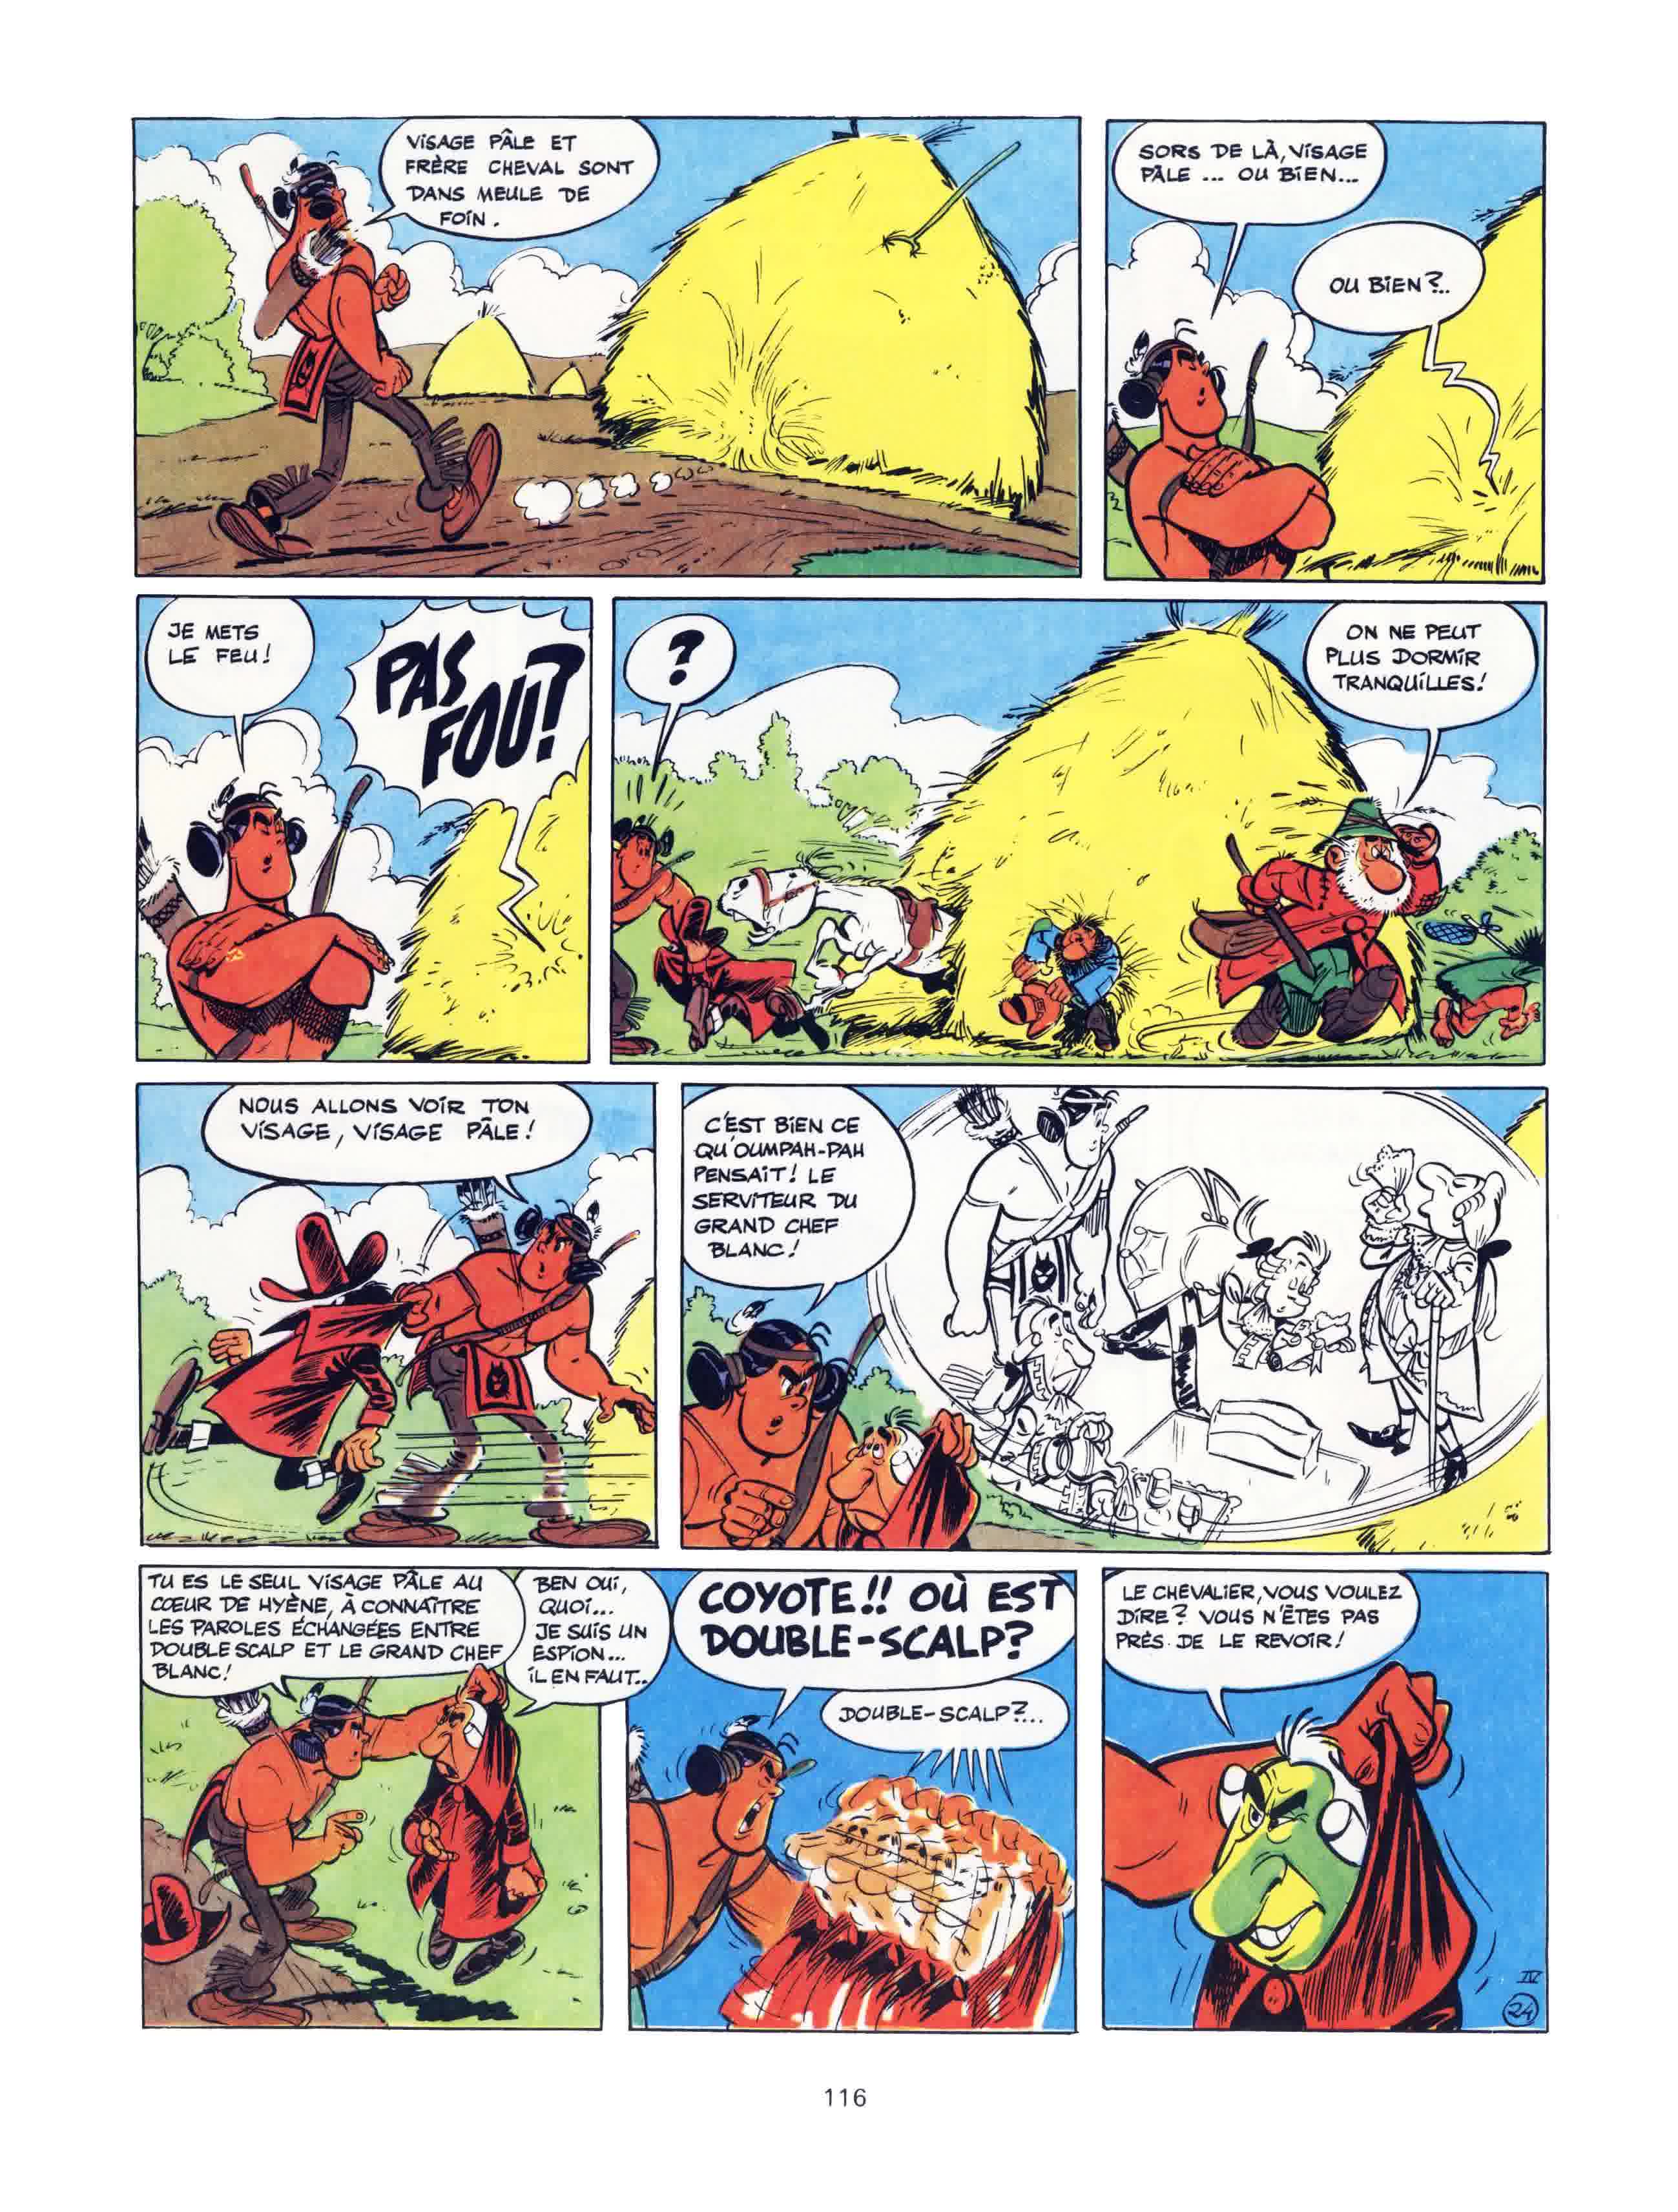 VISAGE PÂLE ET
FRÈRE CHEVAL SONT
DANS MEULE DE
FOIN.
SORS DE LÀ, VISAGE
PÂLE ... OU BIEN...
OU BIEN?..
JE METS
LE FEU!
PAS
FOU?
?
ON NE PEUT
PLUS DORMIR
TRANQUILLES!
NOUS ALLONS VOIR TON
VISAGE, VISAGE PÂLE!
C'EST BIEN CE
QU'OUMPAH-PAH
PENSAIT! LE
SERVITEUR DU
GRAND CHEF
BLANC!
TU ES LE SEUL VISAGE PÂLE AU
CŒUR DE HYÈNE, À CONNAÎTRE
LES PAROLES ÉCHANGÉES ENTRE
DOUBLE SCALP ET LE GRAND CHEF
BLANC!
BEN OUI,
QUOI...
JE SUIS UN
ESPION...
IL EN FAUT..
COYOTE!! OÙ EST
DOUBLE-SCALP?
DOUBLE-SCALP?...
LE CHEVALIER, VOUS VOULEZ
DIRE? VOUS N'ÊTES PAS
PRÈS DE LE REVOIR!
IV
24
116